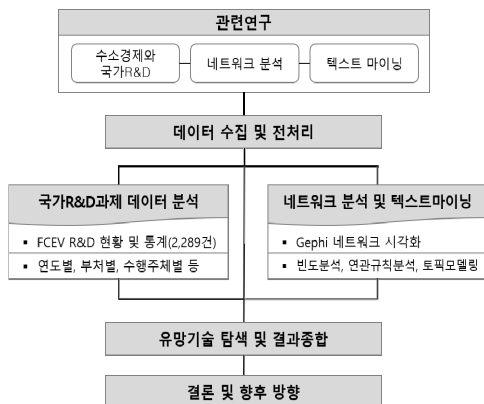 관련연구
수소경제와
국가R&D
네트워크 분석
텍스트 마이닝
데이터 수집 및 전처리
국가R&D과제 데이터 분석
▪ FCEV R&D 현황 및 통계(2,289건)
▪ 연도별, 부처별, 수행주체별 등
네트워크 분석 및 텍스트마이닝
▪ Gephi 네트워크 시각화
▪ 빈도분석, 연관규칙분석, 토픽모델링
유망기술 탐색 및 결과종합
결론 및 향후 방향